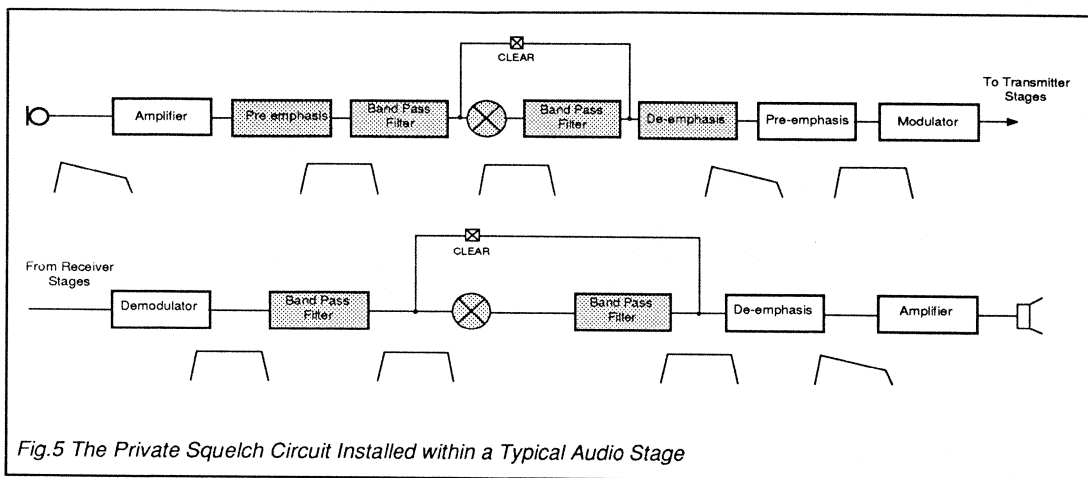 CLEAR
To Transmitter
Stages
Amplifier
Pre emphasis
Band Pass
Filter
Band Pass
Filter
De-emphasis
Pre-emphasis
Modulator
CLEAR
From Receiver
Stages
Demodulator
Band Pass
Filter
Band Pass
Filter
De-emphasis
Amplifier
Fig.5 The Private Squelch Circuit Installed within a Typical Audio Stage